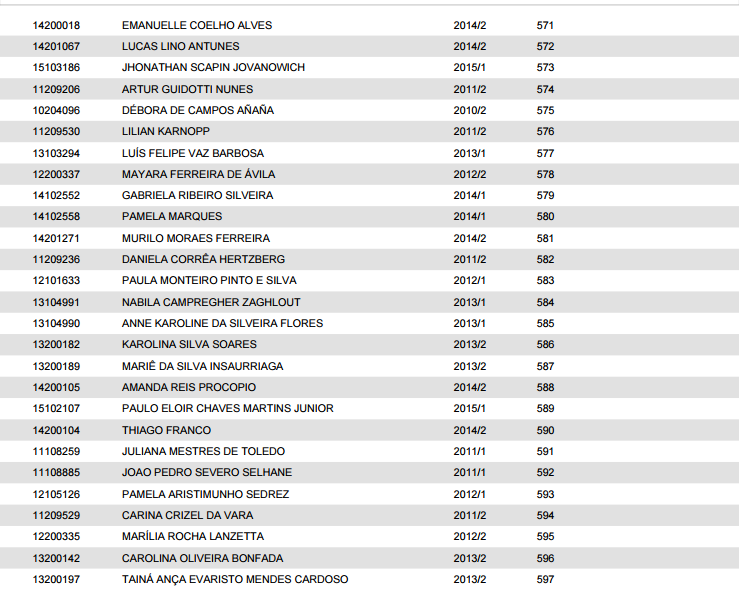 14200018 EMANUELLE COELHO ALVES 2014/2 571
14201067 LUCAS LINO ANTUNES 2014/2 572
15103186 JHONATHAN SCAPIN JOVANOWICH 2015/1 573
11209206 ARTUR GUIDOTTI NUNES 2011/2 574
10204096 DÉBORA DE CAMPOS AÑAÑA 2010/2 575
11209530 LILIAN KARNOPP 2011/2 576
13103294 LUÍS FELIPE VAZ BARBOSA 2013/1 577
12200337 MAYARA FERREIRA DE ÁVILA 2012/2 578
14102552 GABRIELA RIBEIRO SILVEIRA 2014/1 579
14102558 PAMELA MARQUES 2014/1 580
14201271 MURILO MORAES FERREIRA 2014/2 581
11209236 DANIELA CORRÊA HERTZBERG 2011/2 582
12101633 PAULA MONTEIRO PINTO E SILVA 2012/1 583
13104991 NABILA CAMPREGHER ZAGHLOUT 2013/1 584
13104990 ANNE KAROLINE DA SILVEIRA FLORES 2013/1 585
13200182 KAROLINA SILVA SOARES 2013/2 586
13200189 MARIÊ DA SILVA INSAURRIAGA 2013/2 587
14200105 AMANDA REIS PROCOPIO 2014/2 588
15102107 PAULO ELOIR CHAVES MARTINS JUNIOR 2015/1 589
14200104 THIAGO FRANCO 2014/2 590
11108259 JULIANA MESTRES DE TOLEDO 2011/1 591
11108885 JOAO PEDRO SEVERO SELHANE 2011/1 592
12105126 PAMELA ARISTIMUNHO SEDREZ 2012/1 593
11209529 CARINA CRIZEL DA VARA 2011/2 594
12200335 MARÍLIA ROCHA LANZETTA 2012/2 595
13200142 CAROLINA OLIVEIRA BONFADA 2013/2 596
13200197 TAINÁ ANÇA EVARISTO MENDES CARDOSO 2013/2 597